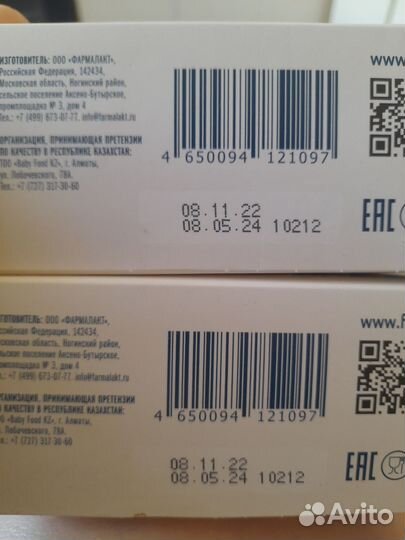 ИЗГОТОВИТЕЛЬ: ООО «ФАРМАЛАКТ»,
Российская Федерация, 142434,
Московская область, Ногинский район,
сельское поселение Аксено-Бутырское,
промплощадка № 3, дом 4
Тел.: +7 (499) 673-07-77. info@farmalakt.ru
ОРГАНИЗАЦИЯ, ПРИНИМАЮЩАЯ ПРЕТЕНЗИИ
ПО КАЧЕСТВУ В РЕСПУБЛИКЕ КАЗАХСТАН:
ТОО «Baby Food KZ», г. Алматы,
ул. Лобачевского, 78А.
Тел.: +7 (737) 317-30-60
4 650094 121097
08.11.22
08.05.24 10212
www.
EAC
ИЗГОТОВИТЕЛЬ: ООО «ФАРМАЛАКТ»,
Российская Федерация, 142434,
Московская область, Ногинский район,
сельское поселение Аксено-Бутырское,
промплощадка № 3, дом 4
Тел.: +7 (499) 673-07-77. info@farmalakt.ru
ОРГАНИЗАЦИЯ, ПРИНИМАЮЩАЯ ПРЕТЕНЗИИ
ПО КАЧЕСТВУ В РЕСПУБЛИКЕ КАЗАХСТАН:
ТОО «Baby Food KZ», г. Алматы,
ул. Лобачевского, 78А.
Тел.: +7 (737) 317-30-60
4 650094 121097
08.11.22
08.05.24 10212
www.f
EAC
Avito